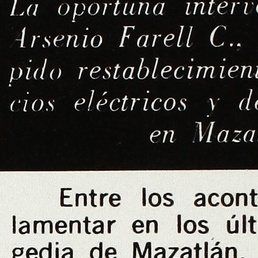 La oportuna interv
Arsenio Farell C.,
pido restablecimien
cios eléctricos y de
en Maza
Entre los acont
lamentar en los últ
gedia de Mazatlán.